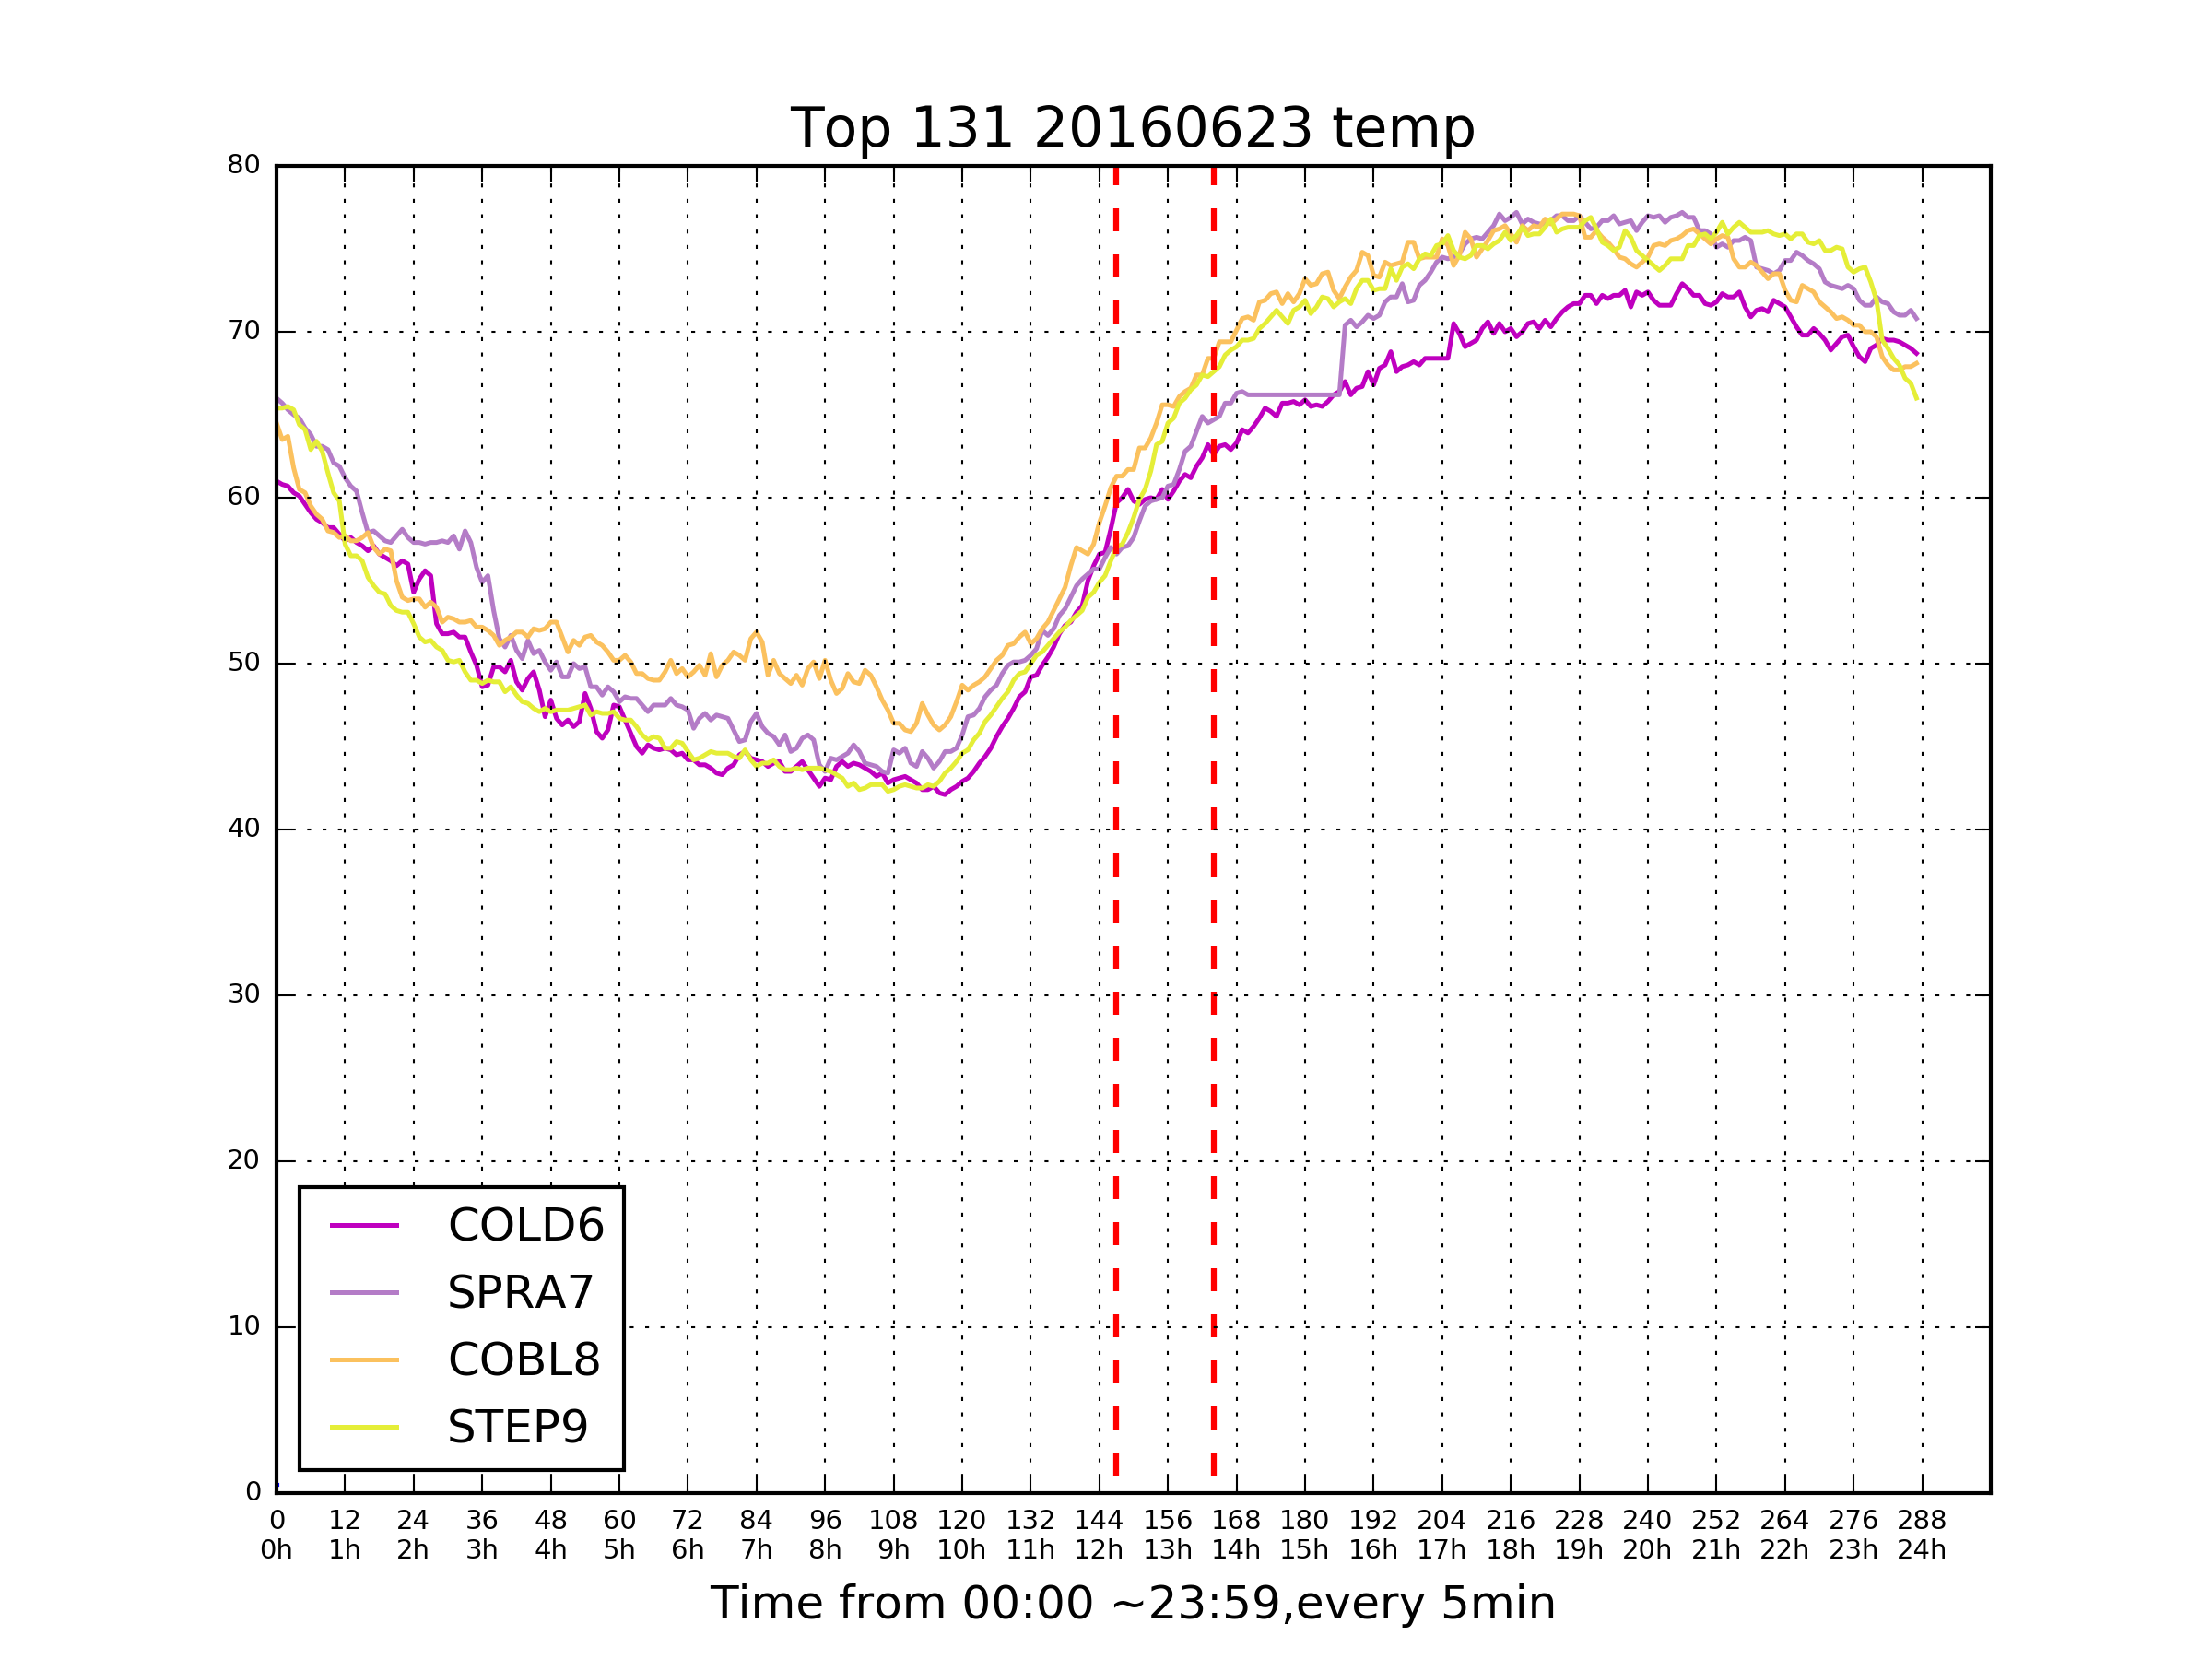 Top 131 20160623 temp
80
70
60
50
40
30
20
10
0
COLD6
SPRA7
COBL8
STEP9
0 12 24 36 48 60 72 84 96 108 120 132 144 156 168 180 192 204 216 228 240 252 264 276 288
0h 1h 2h 3h 4h 5h 6h 7h 8h 9h 10h 11h 12h 13h 14h 15h 16h 17h 18h 19h 20h 21h 22h 23h 24h
Time from 00:00 ~23:59,every 5min